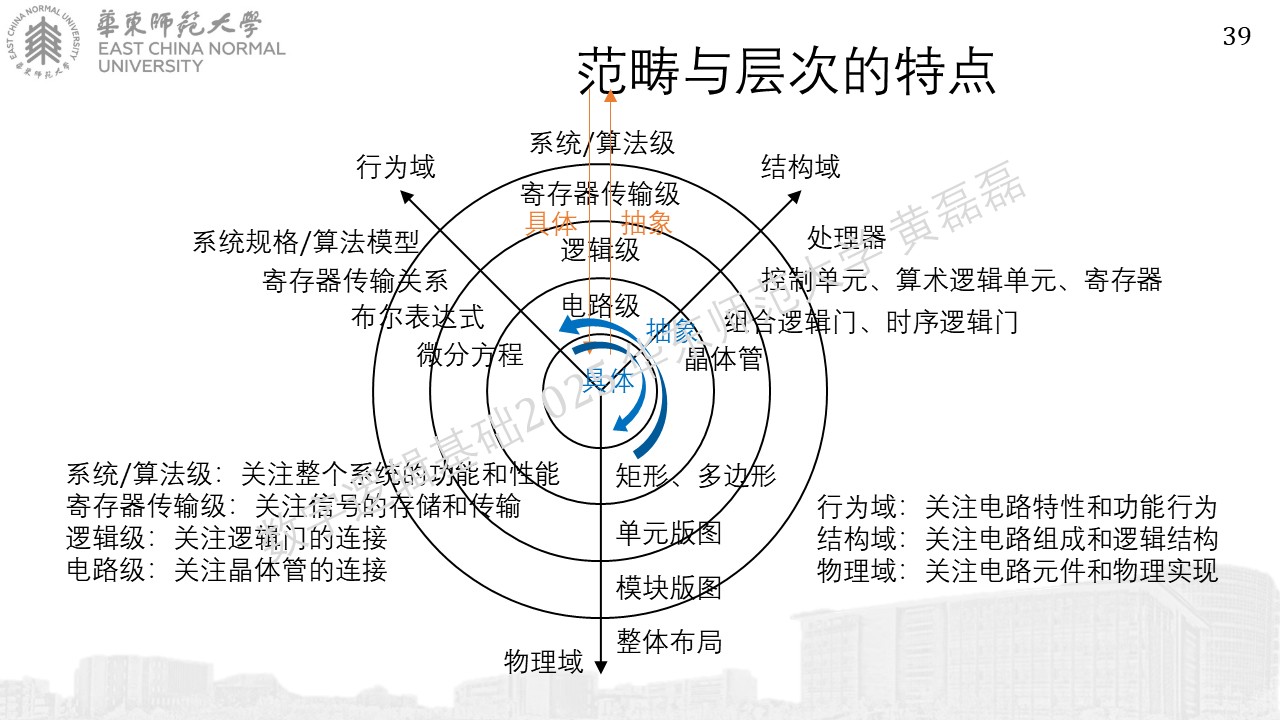 華東師範大學
EAST CHINA NORMAL
UNIVERSITY
EAST CHINA NORMAL UNIVERSITY
華东师范大学
39
范畴与层次的特点
系统/算法级
行为域
结构域
寄存器传输级
具体
抽象
系统规格/算法模型
逻辑级
处理器
寄存器传输关系
控制单元、算术逻辑单元、寄存器
布尔表达式
电路级
抽象
组合逻辑门、时序逻辑门
微分方程
晶体管
具体
数字逻辑基础2025 华东师范大学 黄磊磊
系统/算法级：关注整个系统的功能和性能
寄存器传输级：关注信号的存储和传输
逻辑级：关注逻辑门的连接
电路级：关注晶体管的连接
矩形、多边形
单元版图
模块版图
整体布局
物理域
行为域：关注电路特性和功能行为
结构域：关注电路组成和逻辑结构
物理域：关注电路元件和物理实现